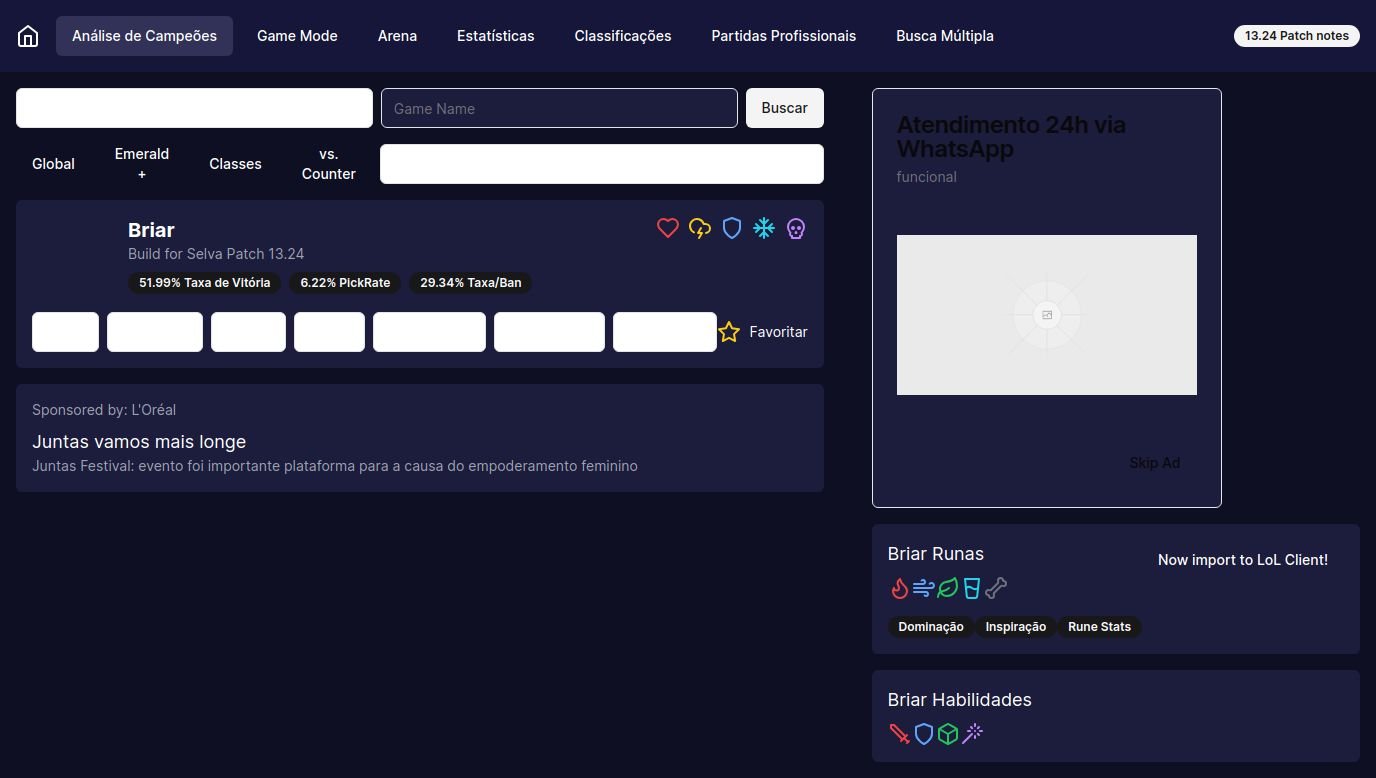 Análise de Campeões
Game Mode
Arena
Estatísticas
Classificações
Partidas Profissionais
Busca Múltipla
13.24 Patch notes
Game Name
Buscar
Global
Emerald
+
Classes
vs.
Counter
Briar
Build for Selva Patch 13.24
51.99% Taxa de Vitória
6.22% PickRate
29.34% Taxa/Ban
Favoritar
Sponsored by: L'Oréal
Juntas vamos mais longe
Juntas Festival: evento foi importante plataforma para a causa do empoderamento feminino
Atendimento 24h via
WhatsApp
funcional
Skip Ad
Briar Runas
Now import to LoL Client!
Dominação
Inspiração
Rune Stats
Briar Habilidades